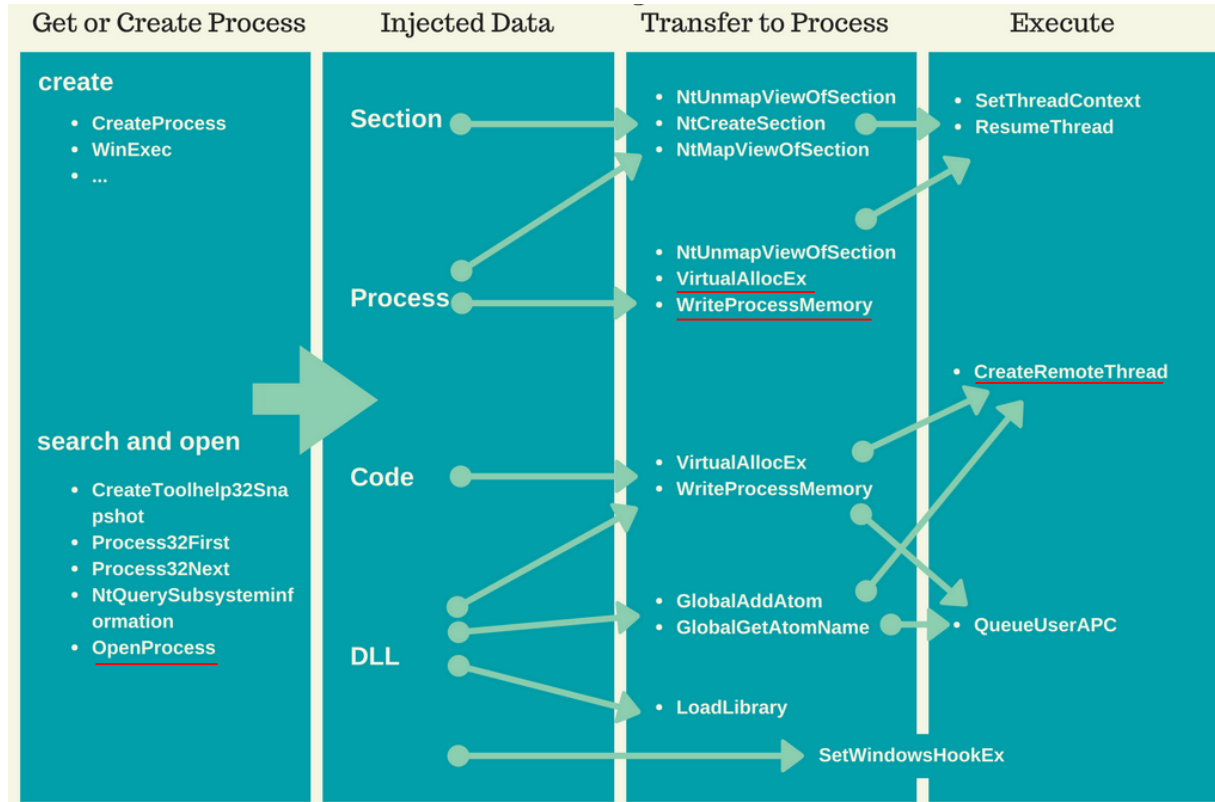 Get or Create Process
Injected Data
Transfer to Process
Execute
create
• CreateProcess
• WinExec
• ...
search and open
• CreateToolhelp32Sna
pshot
• Process32First
• Process32Next
• NtQuerySubsysteminf
ormation
• OpenProcess
Section
Process
Code
DLL
• NtUnmapViewOfSection
• NtCreateSection
• NtMapViewOfSection
• NtUnmapViewOfSection
• VirtualAllocEx
• WriteProcessMemory
• VirtualAllocEx
• WriteProcessMemory
• GlobalAddAtom
• GlobalGetAtomName
• LoadLibrary
SetWindowsHookEx
• SetThreadContext
• ResumeThread
• CreateRemoteThread
• QueueUserAPC